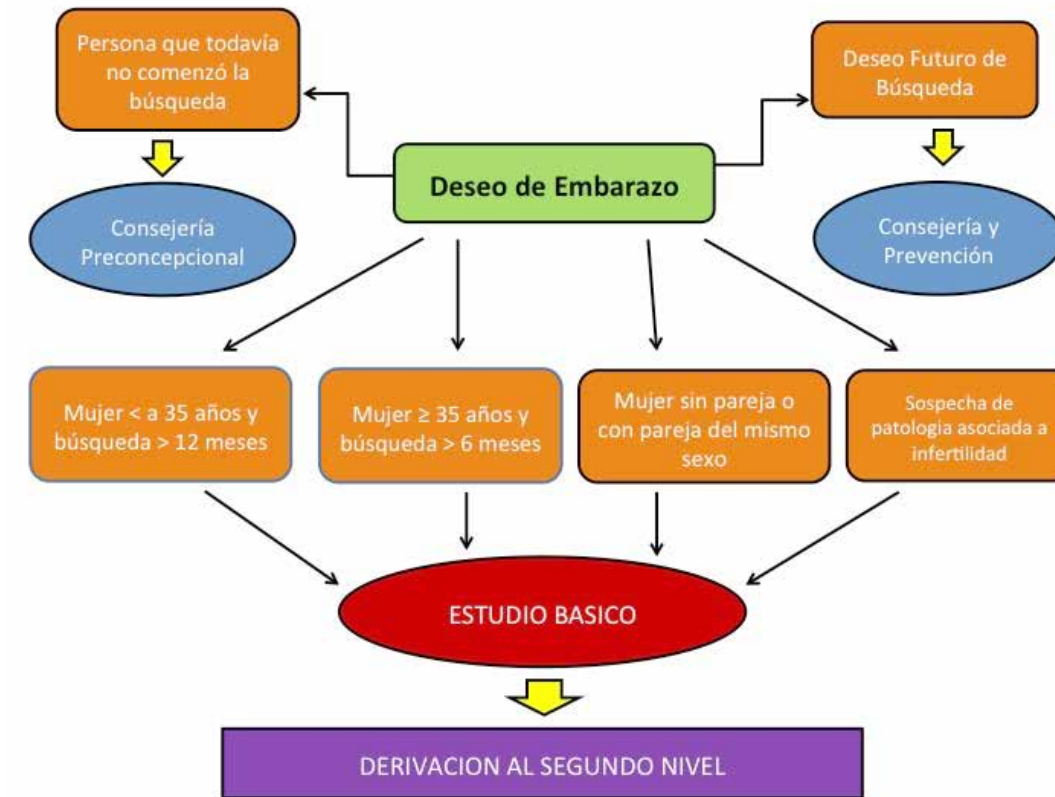 Persona que todavía
no comenzó la
búsqueda
Deseo Futuro de
Búsqueda
Deseo de Embarazo
Consejería
Preconcepcional
Consejería y
Prevención
Mujer < a 35 años y
búsqueda > 12 meses
Mujer ≥ 35 años y
búsqueda > 6 meses
Mujer sin pareja o
con pareja del mismo
sexo
Sospecha de
patologia asociada a
infertilidad
ESTUDIO BASICO
DERIVACION AL SEGUNDO NIVEL